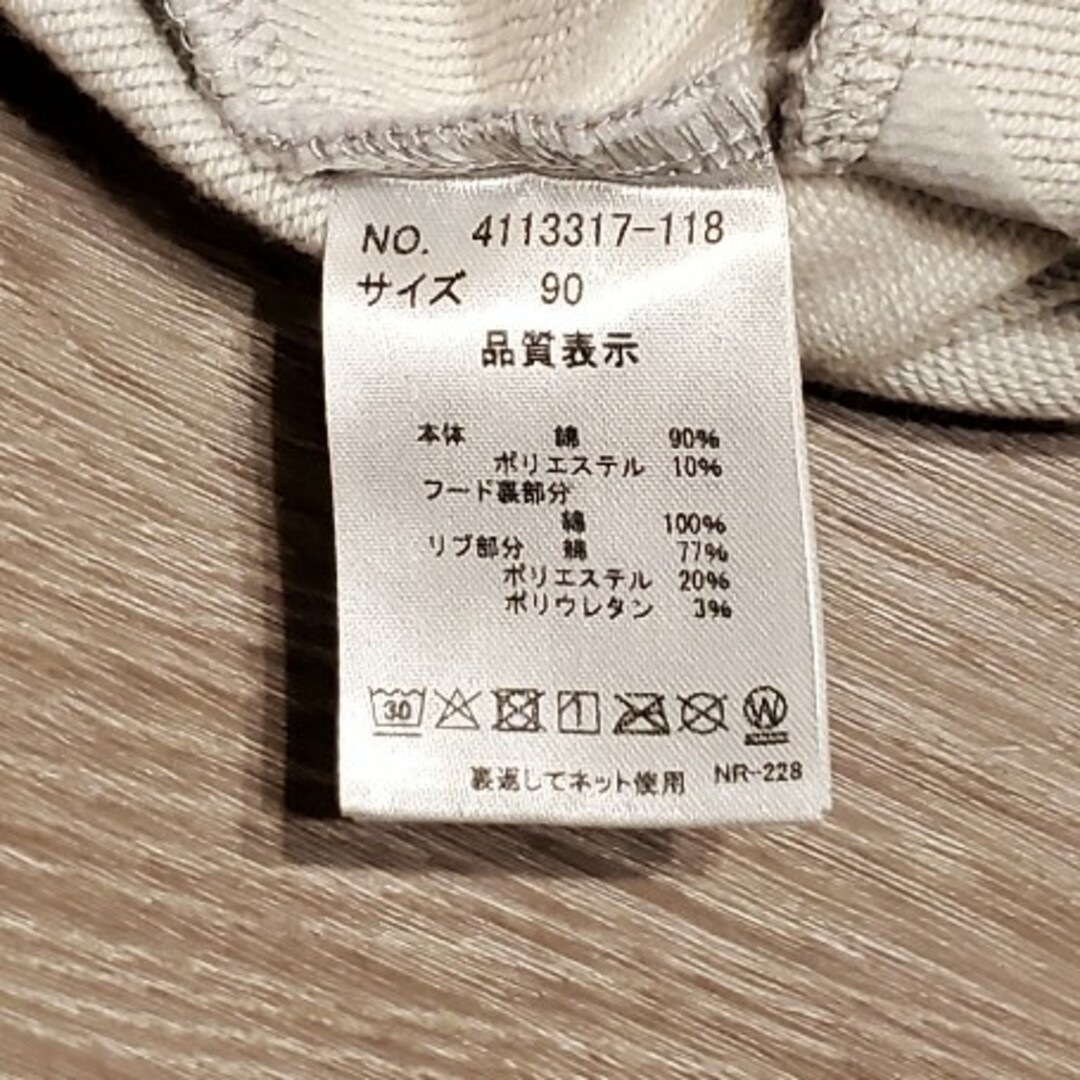 NO. 4113317-118
サイズ 90
品質表示
本体 綿 90%
ポリエステル 10%
フード裏部分
綿 100%
リブ部分 綿 77%
ポリエステル 20%
ポリウレタン 3%
30 W
裏返してネット使用 NR-228